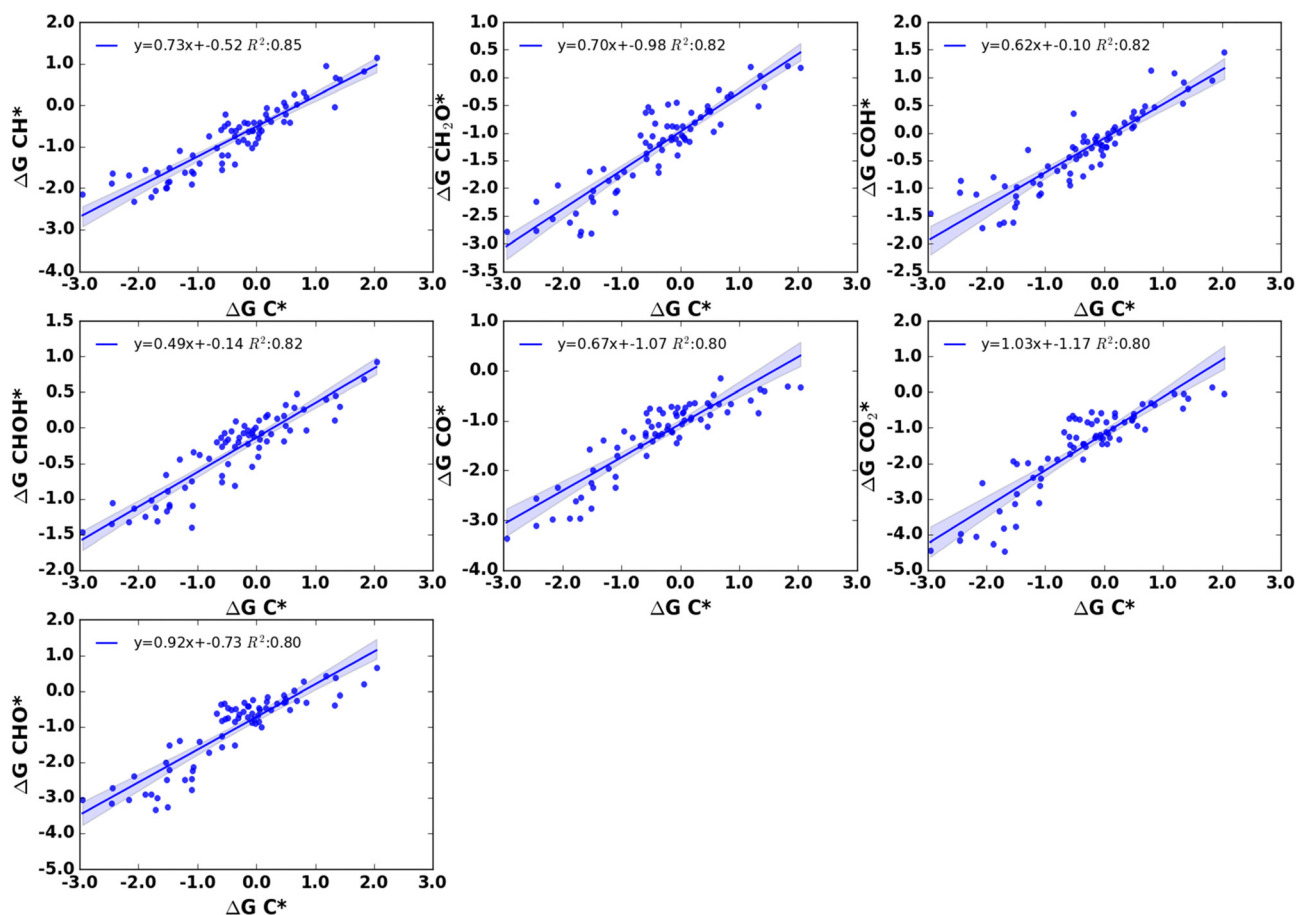 2.0
1.0
0.0
-1.0
-2.0
-3.0
-4.0
ΔG CH*
y=0.73x+-0.52 R²:0.85
-3.0 -2.0 -1.0 0.0 1.0 2.0 3.0
ΔG C*
1.0
0.5
0.0
-0.5
-1.0
-1.5
-2.0
-2.5
-3.0
-3.5
ΔG CH₂O*
y=0.70x+-0.98 R²:0.82
-3.0 -2.0 -1.0 0.0 1.0 2.0 3.0
ΔG C*
2.0
1.5
1.0
0.5
0.0
-0.5
-1.0
-1.5
-2.0
-2.5
ΔG COH*
y=0.62x+-0.10 R²:0.82
-3.0 -2.0 -1.0 0.0 1.0 2.0 3.0
ΔG C*
1.5
1.0
0.5
0.0
-0.5
-1.0
-1.5
-2.0
ΔG CHOH*
y=0.49x+-0.14 R²:0.82
-3.0 -2.0 -1.0 0.0 1.0 2.0 3.0
ΔG C*
1.0
0.0
-1.0
-2.0
-3.0
-4.0
ΔG CO*
y=0.67x+-1.07 R²:0.80
-3.0 -2.0 -1.0 0.0 1.0 2.0 3.0
ΔG C*
2.0
1.0
0.0
-1.0
-2.0
-3.0
-4.0
-5.0
ΔG CO₂*
y=1.03x+-1.17 R²:0.80
-3.0 -2.0 -1.0 0.0 1.0 2.0 3.0
ΔG C*
2.0
1.0
0.0
-1.0
-2.0
-3.0
-4.0
-5.0
ΔG CHO*
y=0.92x+-0.73 R²:0.80
-3.0 -2.0 -1.0 0.0 1.0 2.0 3.0
ΔG C*